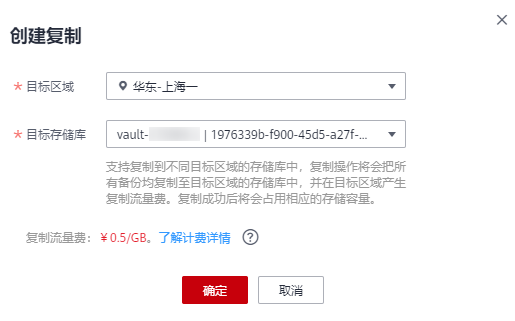 创建复制
* 目标区域 华东-上海一
* 目标存储库 vault- | 1976339b-f900-45d5-a27f-...
支持复制到不同目标区域的存储库中，复制操作将会把所
有备份均复制至目标区域的存储库中，并在目标区域产生
复制流量费。复制成功后将会占用相应的存储容量。
复制流量费：￥0.5/GB。了解计费详情 ?
确定 取消